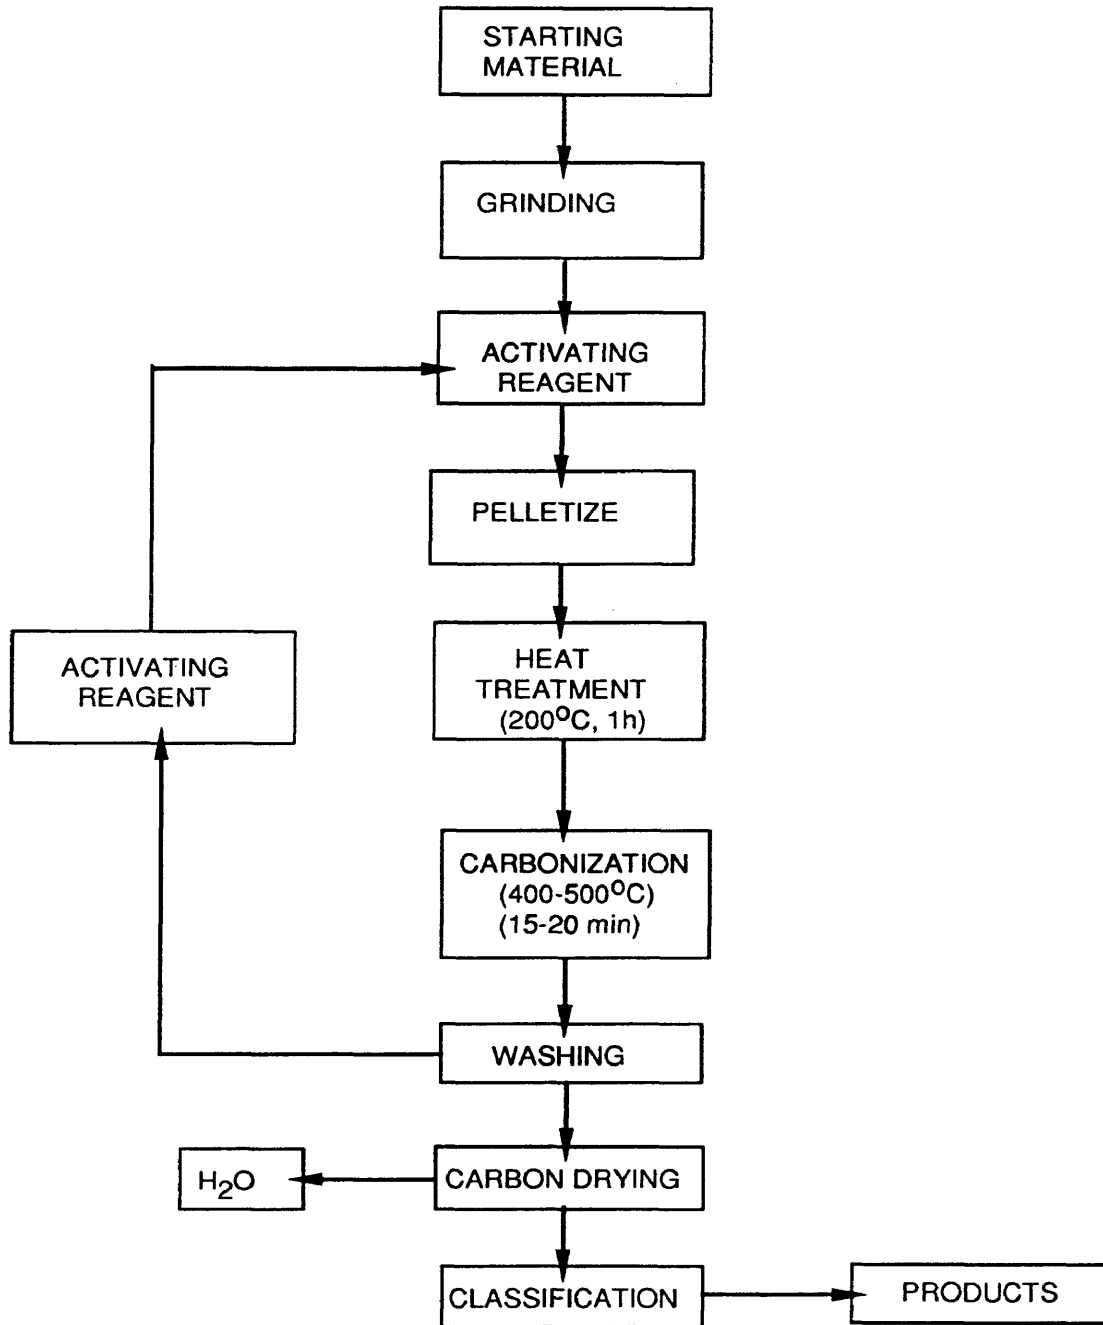 STARTING
MATERIAL
GRINDING
ACTIVATING
REAGENT
PELLETIZE
HEAT
TREATMENT
(200°C, 1h)
ACTIVATING
REAGENT
CARBONIZATION
(400-500°C)
(15-20 min)
WASHING
H₂O
CARBON DRYING
CLASSIFICATION
PRODUCTS